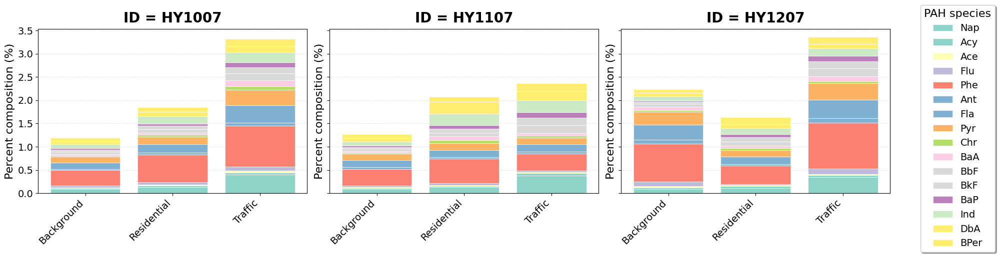 ID = HY1007
ID = HY1107
ID = HY1207
Percent composition (%)
3.5
3.0
2.5
2.0
1.5
1.0
0.5
0.0
Background
Residential
Traffic
Percent composition (%)
Background
Residential
Traffic
Percent composition (%)
Background
Residential
Traffic
PAH species
Nap
Acy
Ace
Flu
Phe
Ant
Fla
Pyr
Chr
BaA
BbF
BkF
BaP
Ind
DbA
BPer